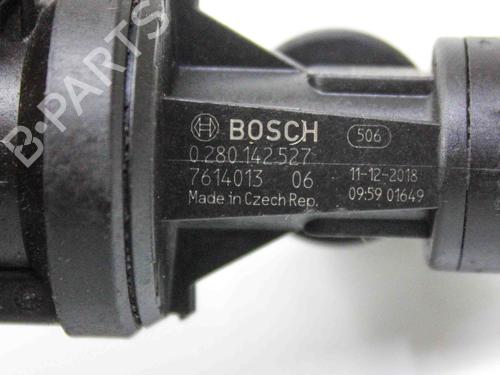 BOSCH 506
0 280 142 527
7614013 06 11-12-2018
Made in Czech Rep. 09:59 01649
B-PARTS